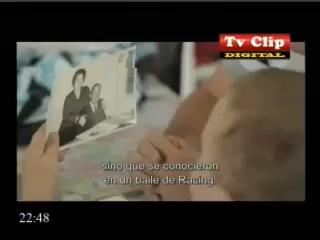 Tv Clip
DIGITAL
sino que se conocieron
en un baile de Racing.
22:48